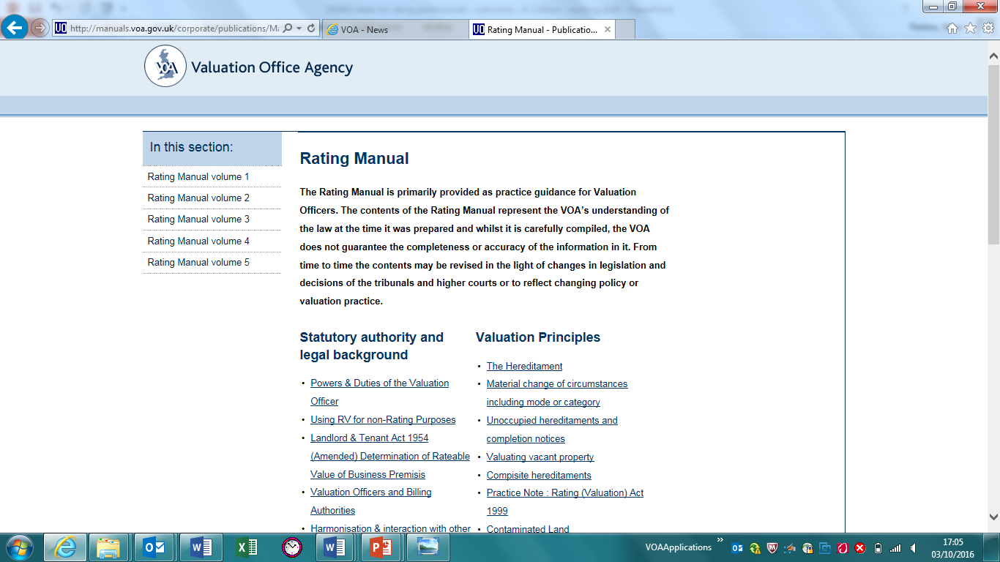 http://manuals.voa.gov.uk/corporate/publications/Ma
VOA - News
Rating Manual - Publicatio...
VOA
Valuation Office Agency
In this section:
Rating Manual volume 1
Rating Manual volume 2
Rating Manual volume 3
Rating Manual volume 4
Rating Manual volume 5
Rating Manual
The Rating Manual is primarily provided as practice guidance for Valuation
Officers. The contents of the Rating Manual represent the VOA's understanding of
the law at the time it was prepared and whilst it is carefully compiled, the VOA
does not guarantee the completeness or accuracy of the information in it. From
time to time the contents may be revised in the light of changes in legislation and
decisions of the tribunals and higher courts or to reflect changing policy or
valuation practice.
Statutory authority and
legal background
• Powers & Duties of the Valuation
Officer
• Using RV for non-Rating Purposes
• Landlord & Tenant Act 1954
(Amended) Determination of Rateable
Value of Business Premisis
• Valuation Officers and Billing
Authorities
• Harmonisation & interaction with other
Valuation Principles
• The Hereditament
• Material change of circumstances
including mode or category
• Unoccupied hereditaments and
completion notices
• Valuating vacant property
• Compisite hereditaments
• Practice Note : Rating (Valuation) Act
1999
• Contaminated Land
VOAApplications
17:05
03/10/2016